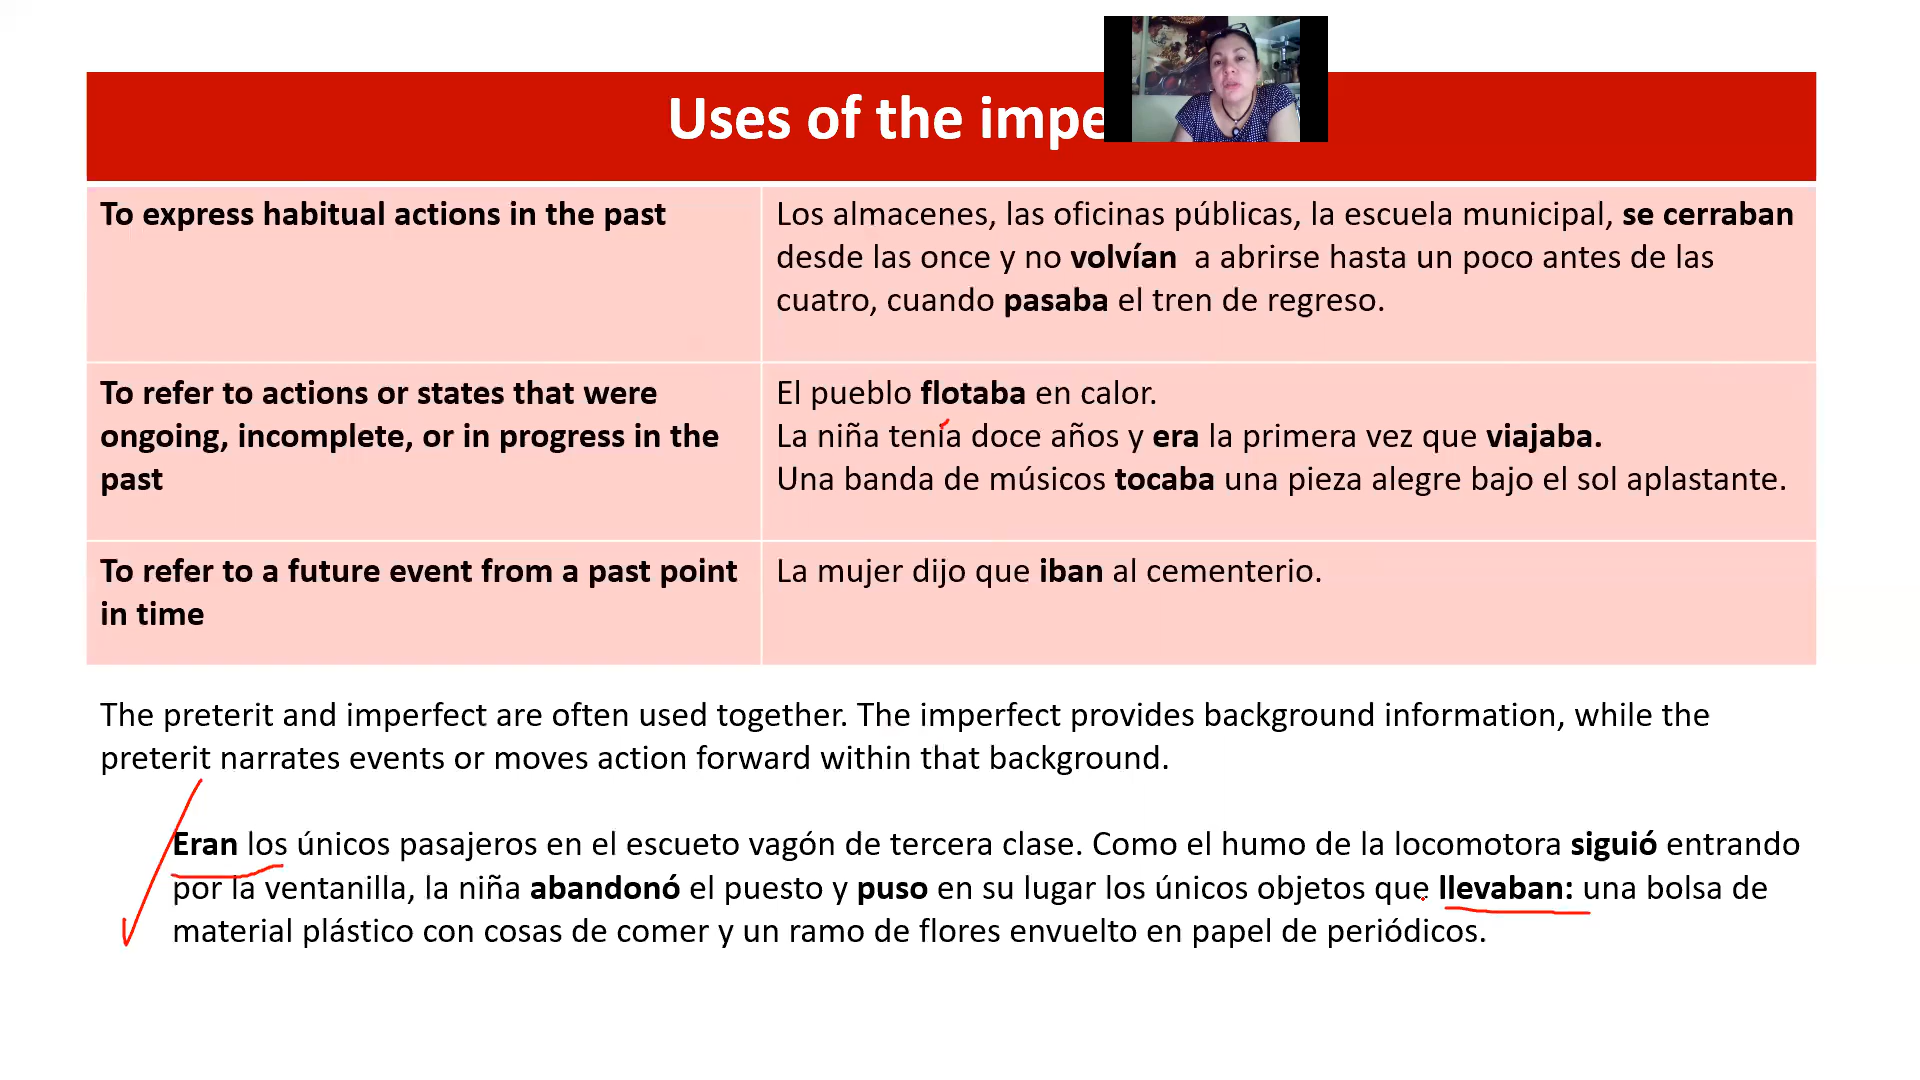 Uses of the impe
To express habitual actions in the past
Los almacenes, las oficinas públicas, la escuela municipal, se cerraban
desde las once y no volvían a abrirse hasta un poco antes de las
cuatro, cuando pasaba el tren de regreso.
To refer to actions or states that were
ongoing, incomplete, or in progress in the
past
El pueblo flotaba en calor.
La niña tenía doce años y era la primera vez que viajaba.
Una banda de músicos tocaba una pieza alegre bajo el sol aplastante.
To refer to a future event from a past point
in time
La mujer dijo que iban al cementerio.
The preterit and imperfect are often used together. The imperfect provides background information, while the
preterit narrates events or moves action forward within that background.
Eran los únicos pasajeros en el escueto vagón de tercera clase. Como el humo de la locomotora siguió entrando
por la ventanilla, la niña abandonó el puesto y puso en su lugar los únicos objetos que llevaban: una bolsa de
material plástico con cosas de comer y un ramo de flores envuelto en papel de periódicos.